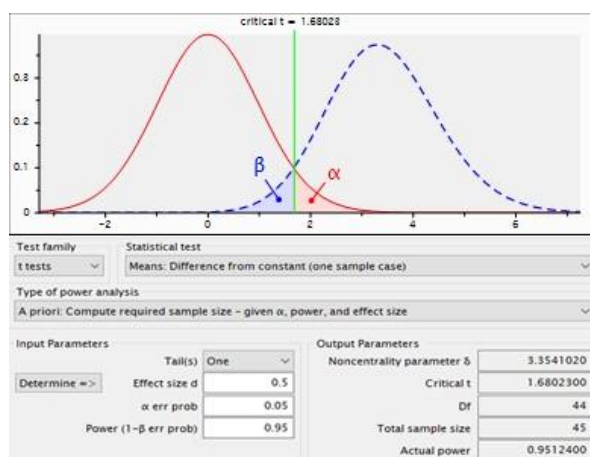 critical t = 1.68023
0.3
0.2
β α
0.1
0
-2 0 2 4 6
Test family Statistical test
t tests Means: Difference from constant (one sample case)
Type of power analysis
A priori: Compute required sample size – given α, power, and effect size
Input Parameters Output Parameters
Tail(s) One Noncentrality parameter δ 3.3541020
Determine => Effect size d 0.5 Critical t 1.6802300
α err prob 0.05 Df 44
Power (1-β err prob) 0.95 Total sample size 45
Actual power 0.9512400